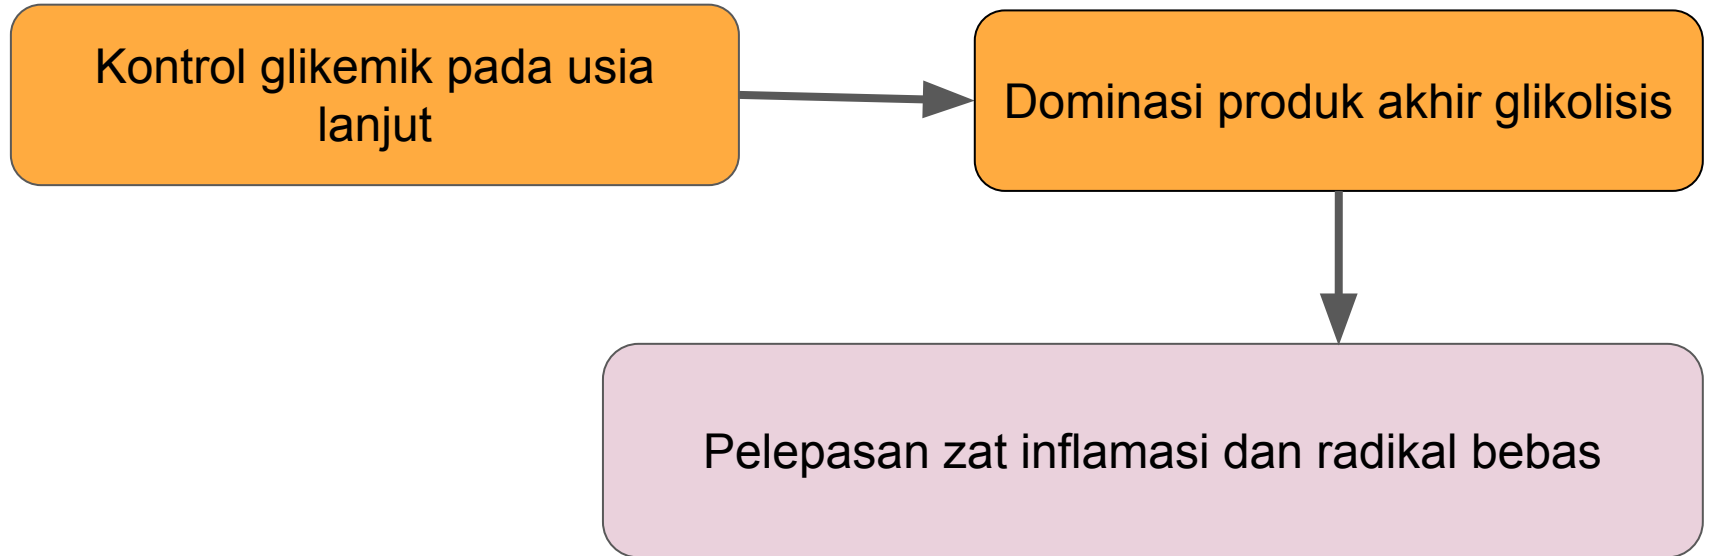 Kontrol glikemik pada usia
lanjut
Dominasi produk akhir glikolisis
Pelepasan zat inflamasi dan radikal bebas